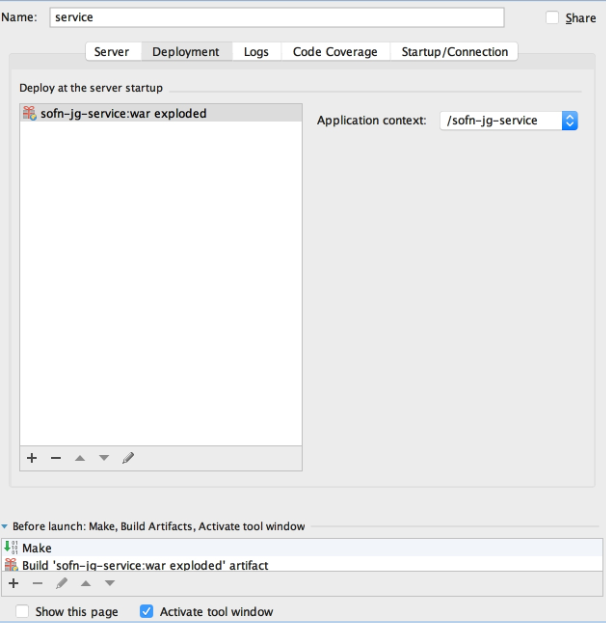 Name: service Share
Server Deployment Logs Code Coverage Startup/Connection
Deploy at the server startup
sofn-jg-service:war exploded
Application context: /sofn-jg-service
Before launch: Make, Build Artifacts, Activate tool window
Make
Build 'sofn-jg-service:war exploded' artifact
Show this page Activate tool window